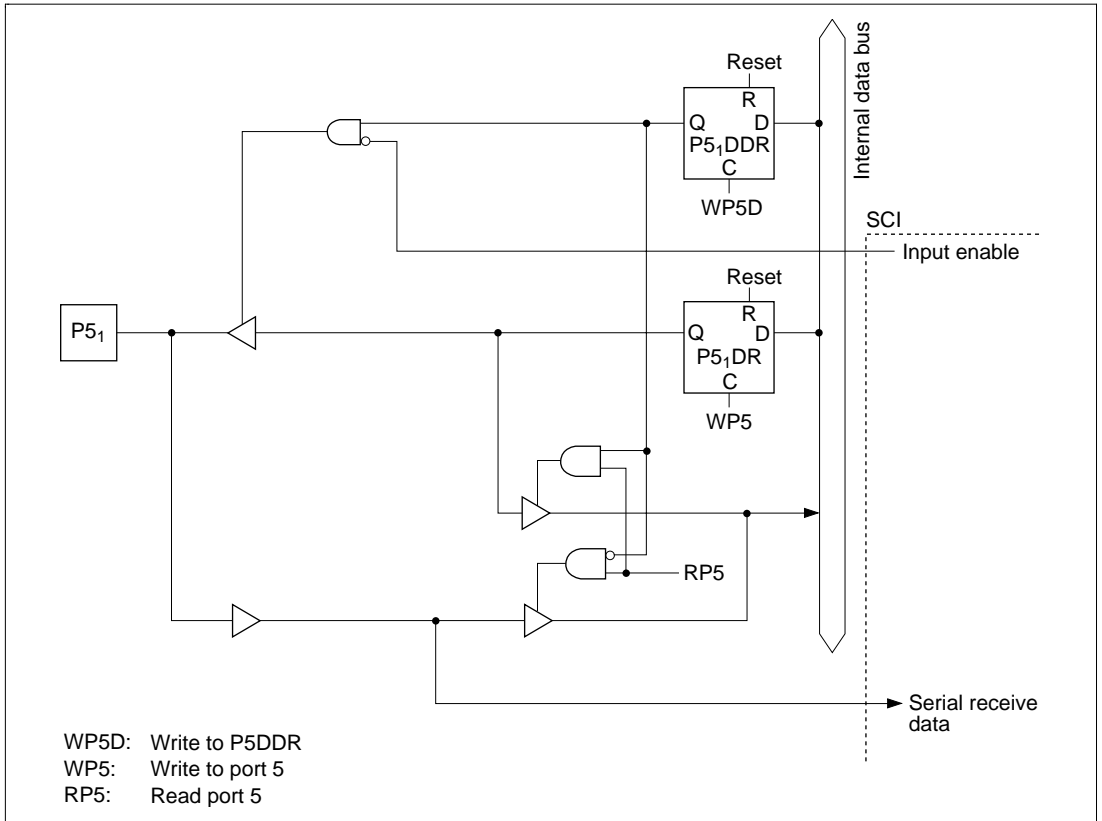 Reset
R
Q D
P5₁DDR
C
WP5D
Internal data bus
SCI
Input enable
Reset
R
P5₁
Q D
P5₁DR
C
WP5
RP5
Serial receive
data
WP5D: Write to P5DDR
WP5: Write to port 5
RP5: Read port 5